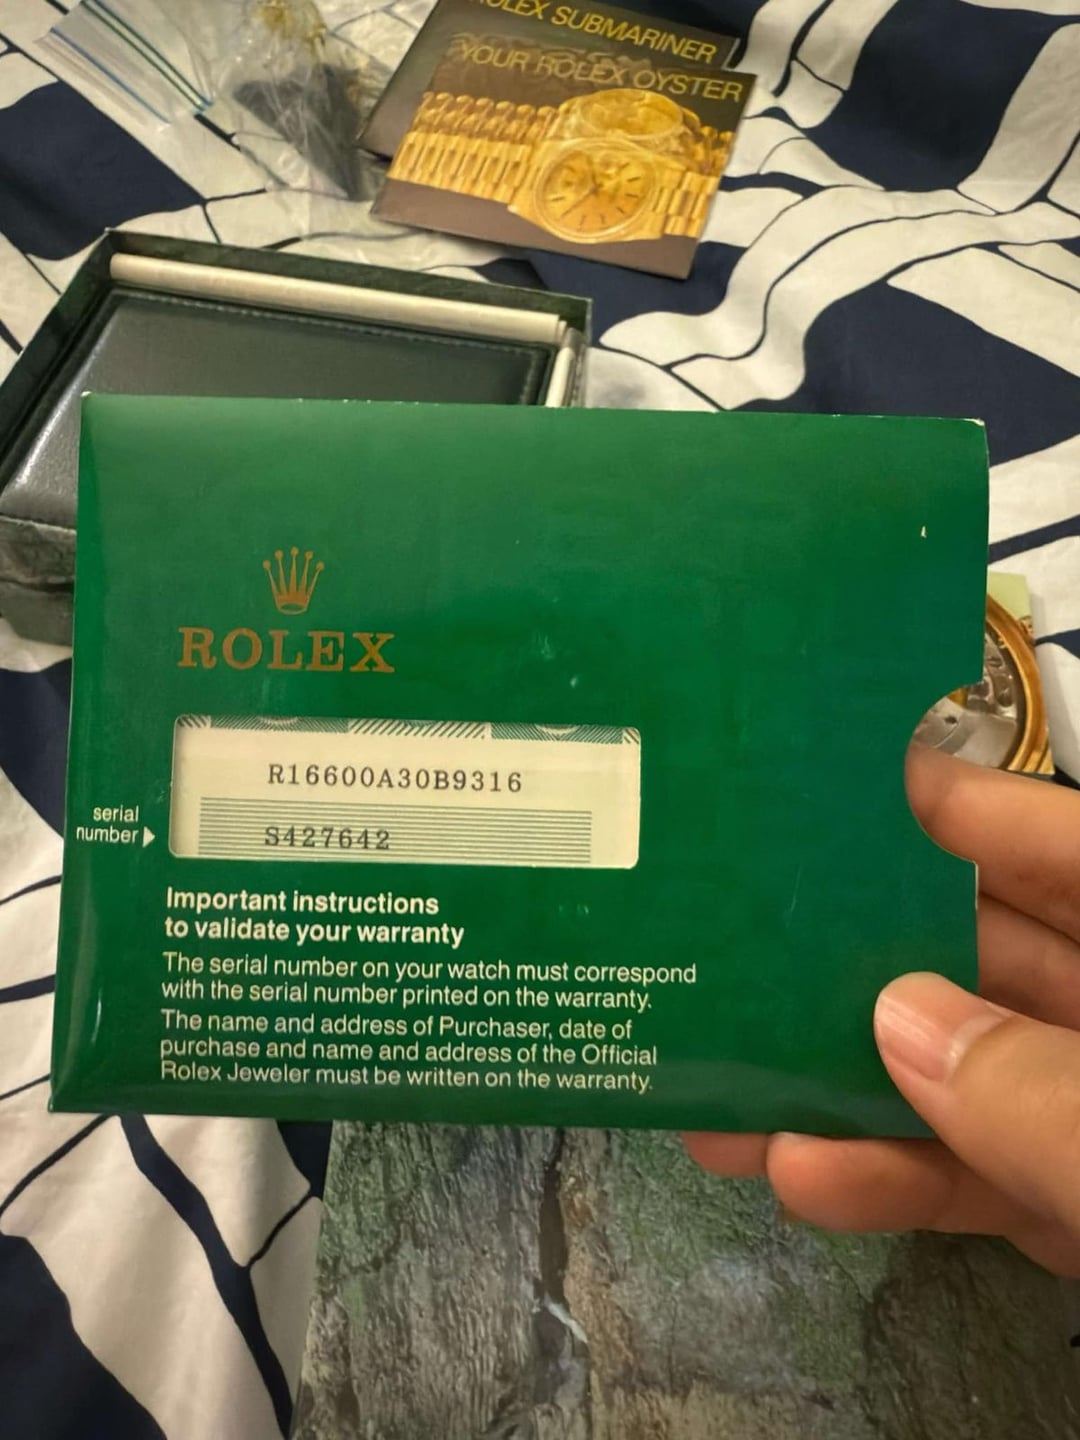 ROLEX SUBMARINER
YOUR ROLEX OYSTER
ROLEX
R16600A30B9316
serial
number
S427642
Important instructions
to validate your warranty
The serial number on your watch must correspond
with the serial number printed on the warranty.
The name and address of Purchaser, date of
purchase and name and address of the Official
Rolex Jeweler must be written on the warranty.